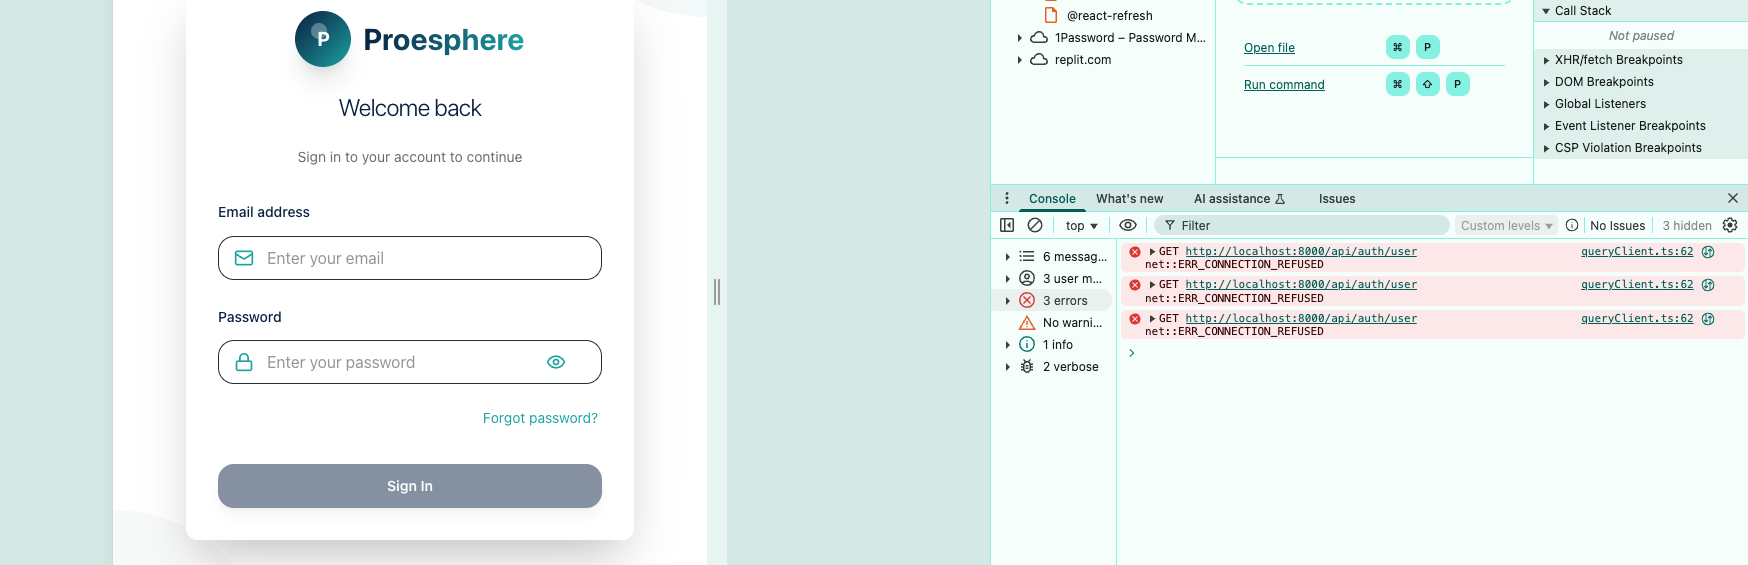 P
Proesphere
Welcome back
Sign in to your account to continue
Email address
Enter your email
Password
Enter your password
Forgot password?
Sign In
@react-refresh
1Password – Password M...
replit.com
Open file
⌘
P
Run command
⌘
⇧
P
Call Stack
Not paused
XHR/fetch Breakpoints
DOM Breakpoints
Global Listeners
Event Listener Breakpoints
CSP Violation Breakpoints
Console
What's new
AI assistance
Issues
top
Filter
Custom levels
No Issues
3 hidden
6 messag...
3 user m...
3 errors
No warni...
1 info
2 verbose
GET http://localhost:8000/api/auth/user queryClient.ts:62
net::ERR_CONNECTION_REFUSED
GET http://localhost:8000/api/auth/user queryClient.ts:62
net::ERR_CONNECTION_REFUSED
GET http://localhost:8000/api/auth/user queryClient.ts:62
net::ERR_CONNECTION_REFUSED